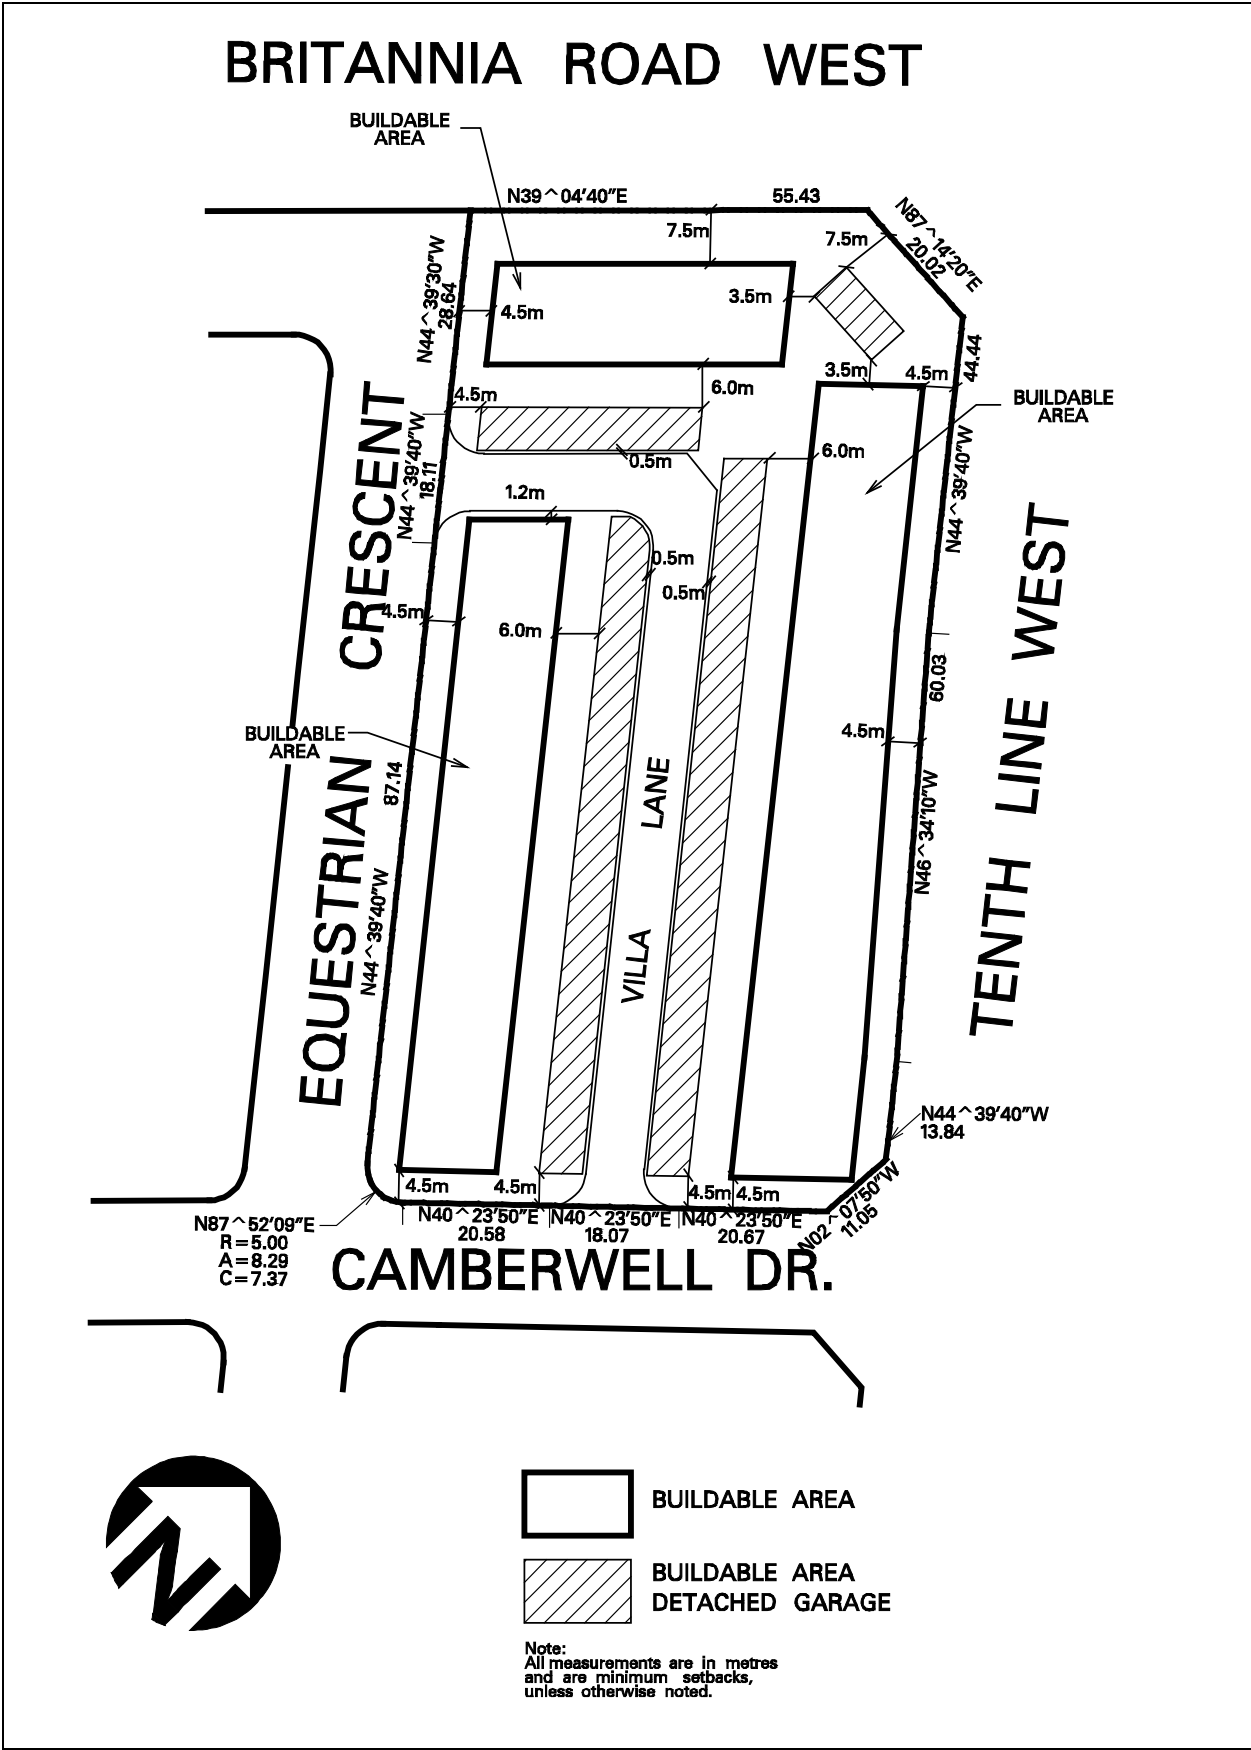 BRITANNIA ROAD WEST
BUILDABLE
AREA
N39^04'40"E
55.43
7.5m
7.5m
N87^14'20"E
20.02
N44^39'30"W
28.64
4.5m
3.5m
44.44
3.5m
4.5m
6.0m
4.5m
BUILDABLE
AREA
N44^39'40"W
18.11
0.5m
6.0m
N44^39'40"W
1.2m
0.5m
0.5m
4.5m
6.0m
EQUESTRIAN CRESCENT
TENTH LINE WEST
60.03
4.5m
BUILDABLE
AREA
87.14
N44^39'40"W
VILLA LANE
N46^34'10"W
N44^39'40"W
13.84
4.5m
4.5m
4.5m
4.5m
N02^07'50"W
11.05
N87^52'09"E
R=5.00
A=8.29
C=7.37
N40^23'50"E
20.58
N40^23'50"E
18.07
N40^23'50"E
20.67
CAMBERWELL DR.
N
BUILDABLE AREA
BUILDABLE AREA
DETACHED GARAGE
Note:
All measurements are in metres
and are minimum setbacks,
unless otherwise noted.